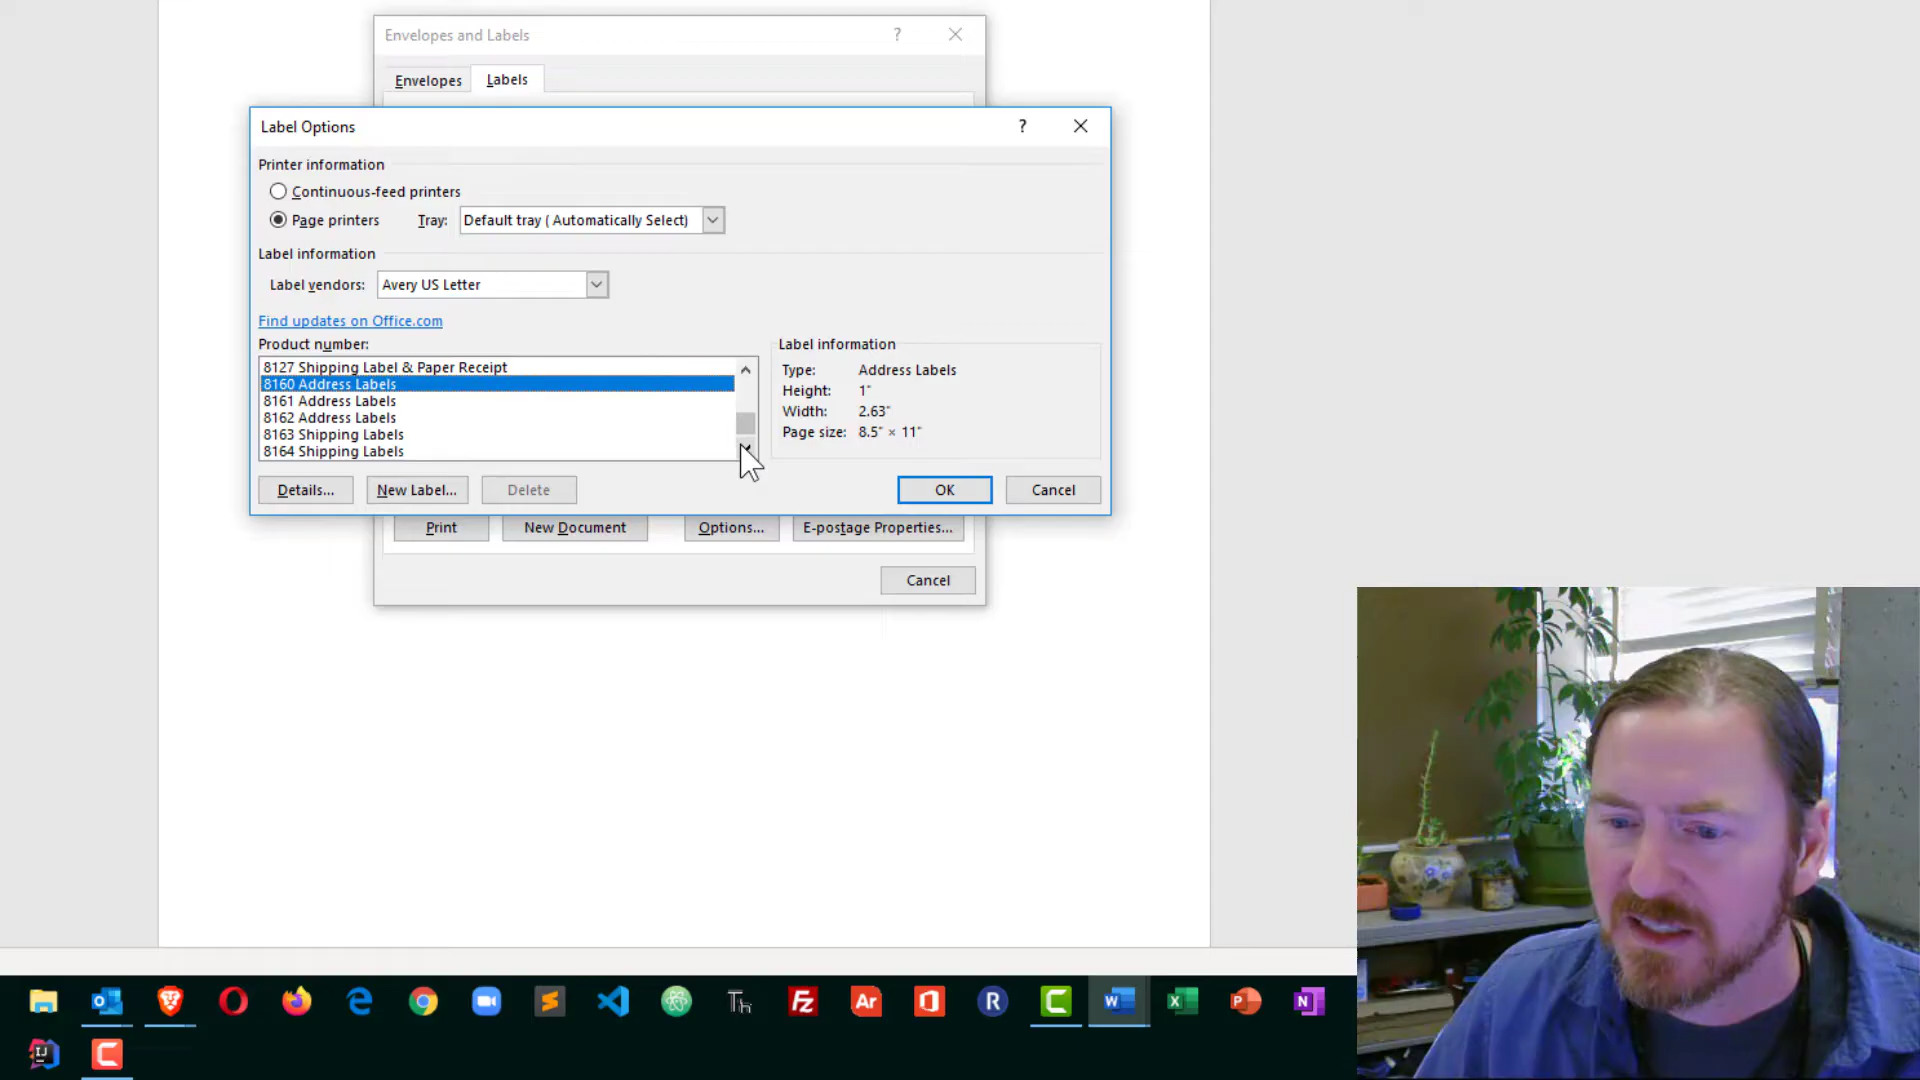 Envelopes and Labels ?
Envelopes Labels
Label Options ?
Printer information
Continuous-feed printers
Page printers Tray: Default tray ( Automatically Select)
Label information
Label vendors: Avery US Letter
Find updates on Office.com
Product number:
8127 Shipping Label & Paper Receipt
8160 Address Labels
8161 Address Labels
8162 Address Labels
8163 Shipping Labels
8164 Shipping Labels
Label information
Type: Address Labels
Height: 1"
Width: 2.63"
Page size: 8.5" × 11"
Details... New Label... Delete OK Cancel
Print New Document Options... E-postage Properties...
Cancel
Th Fz Ar R W X P N
IJ